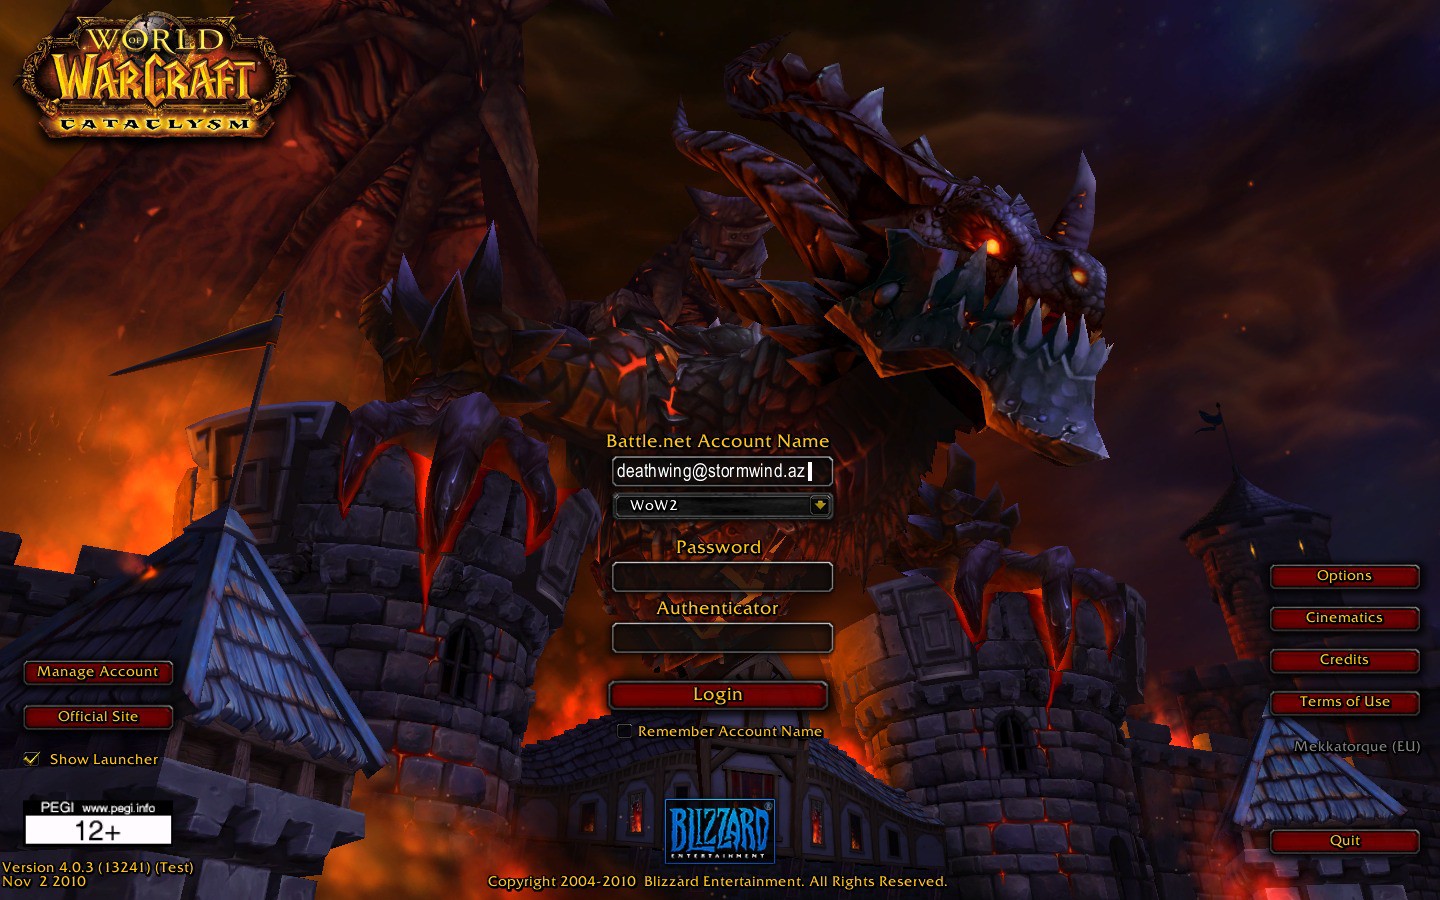 WORLD
OF
WARCRAFT
CATACLYSM
Battle.net Account Name
deathwing@stormwind.az
WoW2
Password
Authenticator
Login
Remember Account Name
Manage Account
Official Site
Show Launcher
PEGI www.pegi.info
12+
Version 4.0.3 (13241) (Test)
Nov 2 2010
Options
Cinematics
Credits
Terms of Use
Mekkatorque (EU)
Quit
BLIZZARD®
ENTERTAINMENT
Copyright 2004-2010 Blizzard Entertainment. All Rights Reserved.